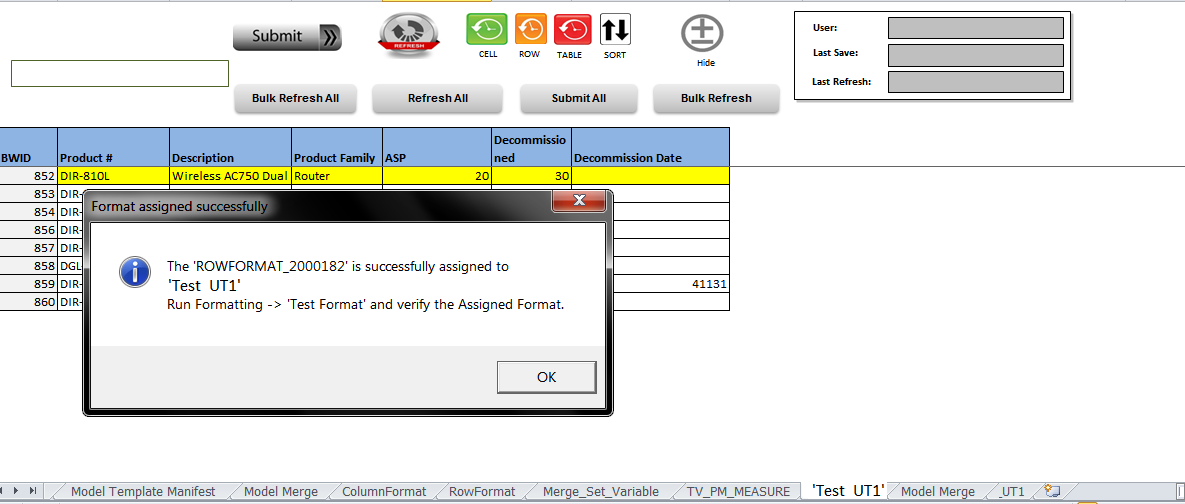 Submit
REFRESH
CELL
ROW
TABLE
SORT
Hide
User:
Last Save:
Last Refresh:
Bulk Refresh All
Refresh All
Submit All
Bulk Refresh
BWID Product # Description Product Family ASP Decommissio
ned Decommission Date
852 DIR-810L Wireless AC750 Dual Router 20 30
853 DIR-
854 DIR-
856 DIR-
857 DIR-
858 DGL-
859 DIR- 41131
860 DIR-
Format assigned successfully
The 'ROWFORMAT_2000182' is successfully assigned to
'Test UT1'
Run Formatting -> 'Test Format' and verify the Assigned Format.
OK
Model Template Manifest Model Merge ColumnFormat RowFormat Merge_Set_Variable TV_PM_MEASURE 'Test UT1' Model Merge _UT1